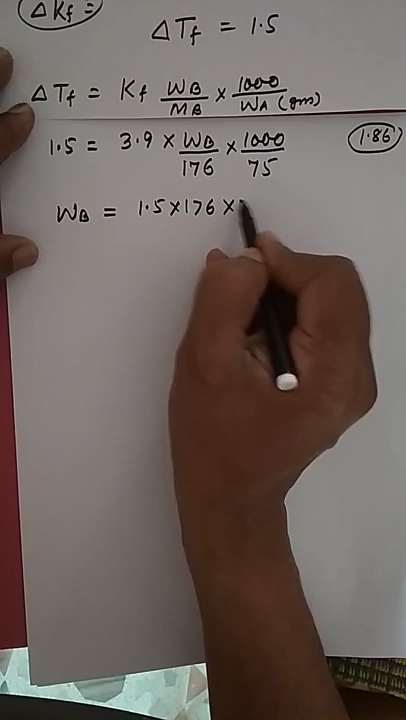 ΔKf =
ΔTf = 1.5
ΔTf = Kf WB/MB × 1000/WA (gm)
1.5 = 3.9 × WB/176 × 1000/75
1.86
WB = 1.5×176×